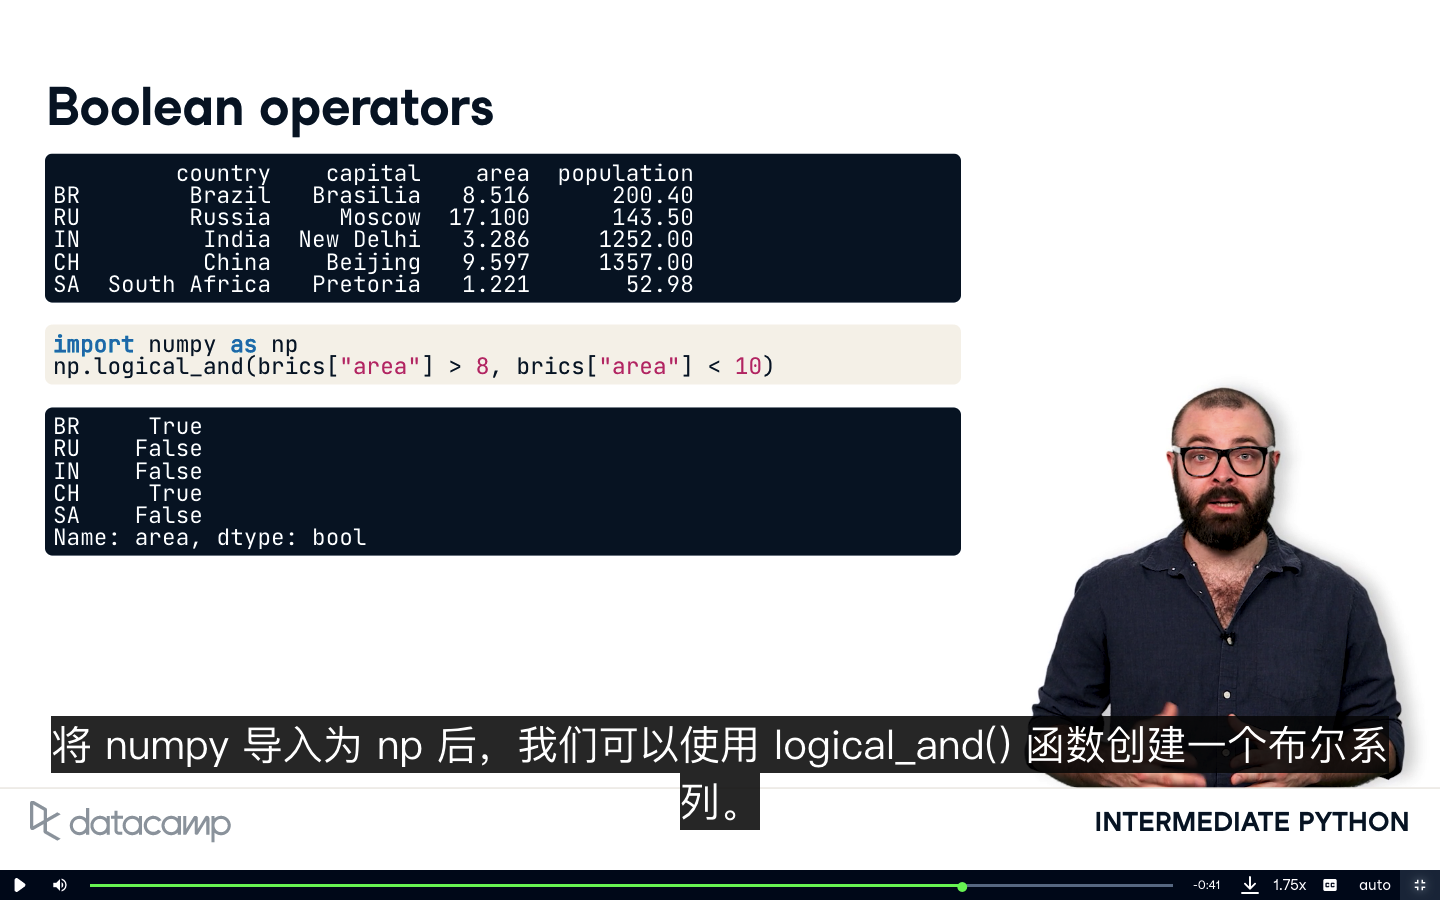 Boolean operators
country capital area population
BR Brazil Brasilia 8.516 200.40
RU Russia Moscow 17.100 143.50
IN India New Delhi 3.286 1252.00
CH China Beijing 9.597 1357.00
SA South Africa Pretoria 1.221 52.98
import numpy as np
np.logical_and(brics["area"] > 8, brics["area"] < 10)
BR True
RU False
IN False
CH True
SA False
Name: area, dtype: bool
将 numpy 导入为 np 后，我们可以使用 logical_and() 函数创建一个布尔系
列。
datacamp
INTERMEDIATE PYTHON
-0:41
1.75x
CC
auto